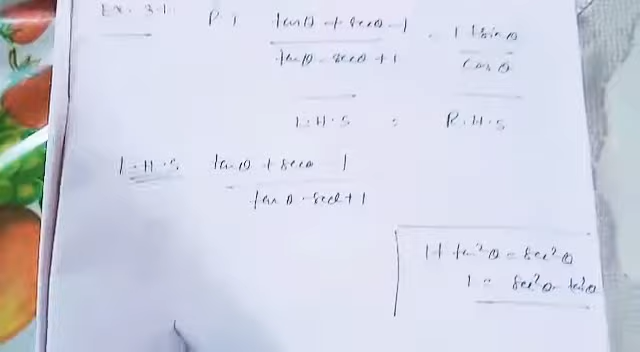 Ex. 3.1.
P.T tanθ + secθ - 1 = 1 + sinθ
tanθ - secθ + 1 cosθ
L.H.S = R.H.S
L.H.S. tanθ + secθ - 1
tanθ - secθ + 1
1 + tan²θ = sec²θ
1 = sec²θ - tan²θ